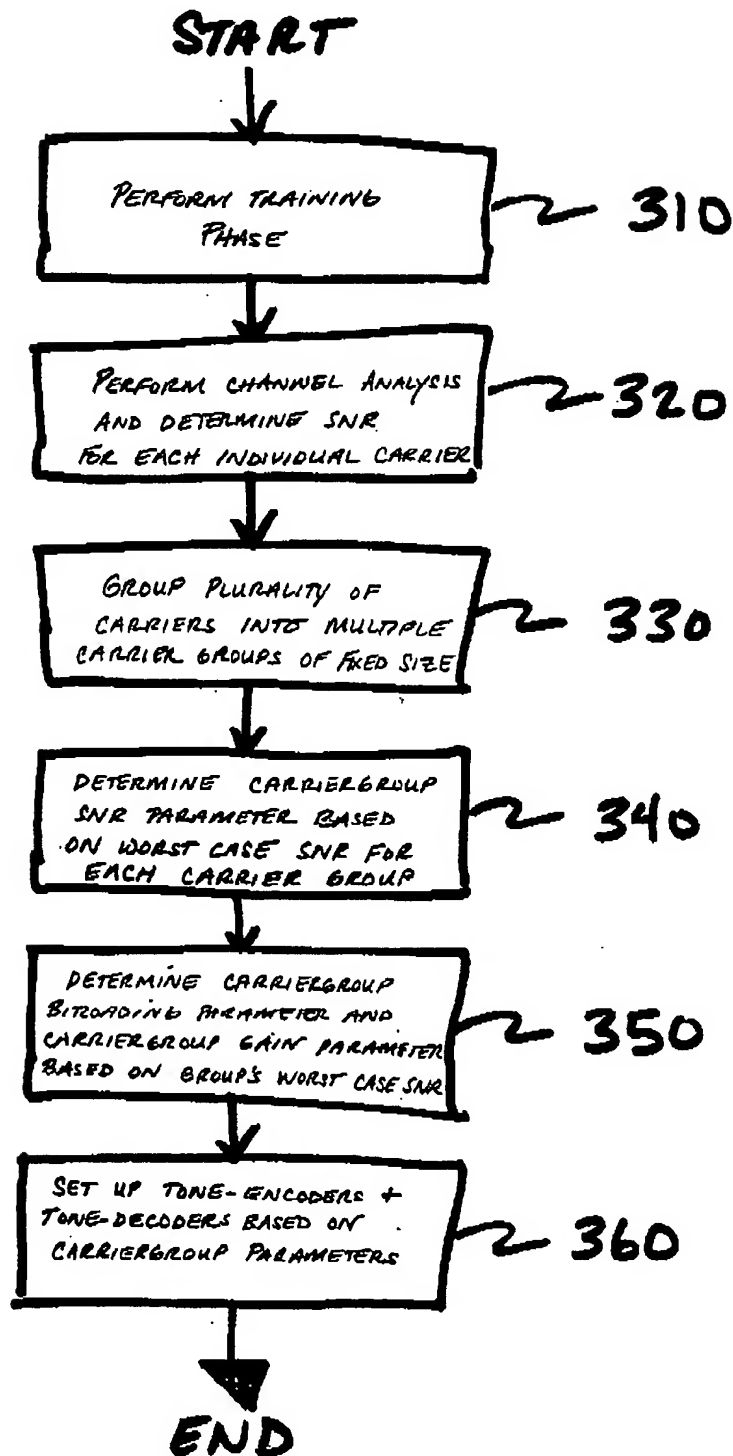 START
PERFORM TRAINING
PHASE
310
PERFORM CHANNEL ANALYSIS
AND DETERMINE SNR
FOR EACH INDIVIDUAL CARRIER
320
GROUP PLURALITY OF
CARRIERS INTO MULTIPLE
CARRIER GROUPS OF FIXED SIZE
330
DETERMINE CARRIERGROUP
SNR PARAMETER BASED
ON WORST CASE SNR FOR
EACH CARRIER GROUP
340
DETERMINE CARRIERGROUP
BITLOADING PARAMETER AND
CARRIERGROUP GAIN PARAMETER
BASED ON GROUP'S WORST CASE SNR
350
SET UP TONE-ENCODERS +
TONE-DECODERS BASED ON
CARRIERGROUP PARAMETERS
360
END